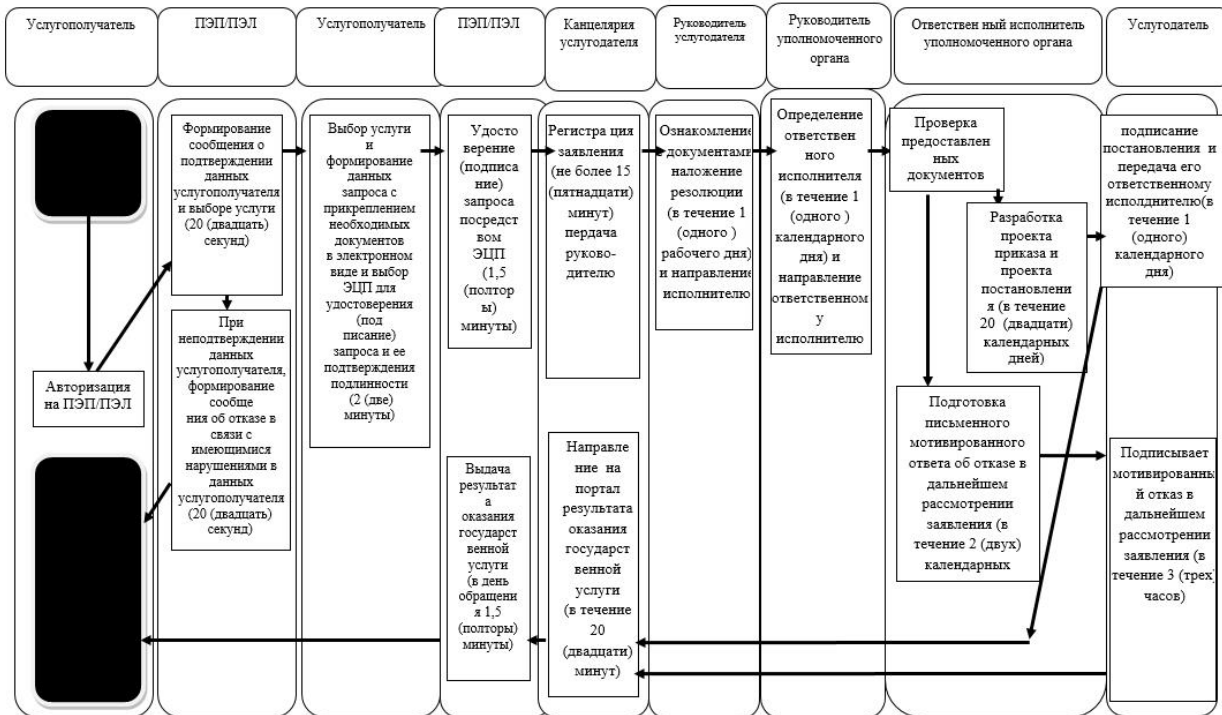 Услугополучатель
ПЭП/ПЭЛ
Услугополучатель
ПЭП/ПЭЛ
Канцелярия
услугодателя
Руководитель
услугодателя
Руководитель
уполномоченного
органа
Ответствен ный исполнитель
уполномоченного органа
Услугодатель
Авторизация
на ПЭП/ПЭЛ
Формирование
сообщения о
подтверждении
данных
услугополучателя
и выборе услуги
(20 (двадцать)
секунд)
При
неподтверждении
данных
услугополучателя,
формирование
сообще
ния об отказе в
связи с
имеющимися
нарушениями в
данных
услугополучателя
(20 (двадцать)
секунд)
Выбор услуги
и
формирование
данных
запроса с
прикреплением
необходимых
документов
в электронном
виде и выбор
ЭЦП для
удостоверения
(под
писание)
запроса и ее
подтверждения
подлинности
(2 (две)
минуты)
Удосто
верение
(подписа
ние)
запроса
посредст
вом
ЭЦП
(1,5
(полтор
ы)
минуты)
Выдача
результат
а
оказания
государст
венной
услуги
(в день
обращени
я 1,5
(полторы)
минуты)
Регистра ция
заявления
(не более 15
(пятнадцати)
минут)
пердача
руково-
дителю
Направле
ние на
портал
результата
оказания
государст
венной
услуги
(в течение
20
(двадцати)
минут)
Ознакомление
документами
наложение
резолюции
(в течение 1
(одного )
рабочего дня)
и направление
исполнителю
Определение
ответствен
ного
исполнителя
(в течение 1
(одного )
календарного
дня) и
направление
ответственном
у
исполнителю
Проверка
предоставлен
ных
документов
Разработка
проекта
приказа и
проекта
постановлени
я (в течение
20 (двадцати)
календарных
дней)
Подготовка
письменного
мотивированного
ответа об отказе в
дальнейшем
рассмотрении
заявления (в
течение 2 (двух)
календарных
подписание
постановления и
передача его
ответственному
исполднителю(в
течение 1
(одного)
календарного
дня)
Подписывает
мотивированны
й отказ в
дальнейшем
рассмотрении
заявления (в
течение 3 (трех)
часов)